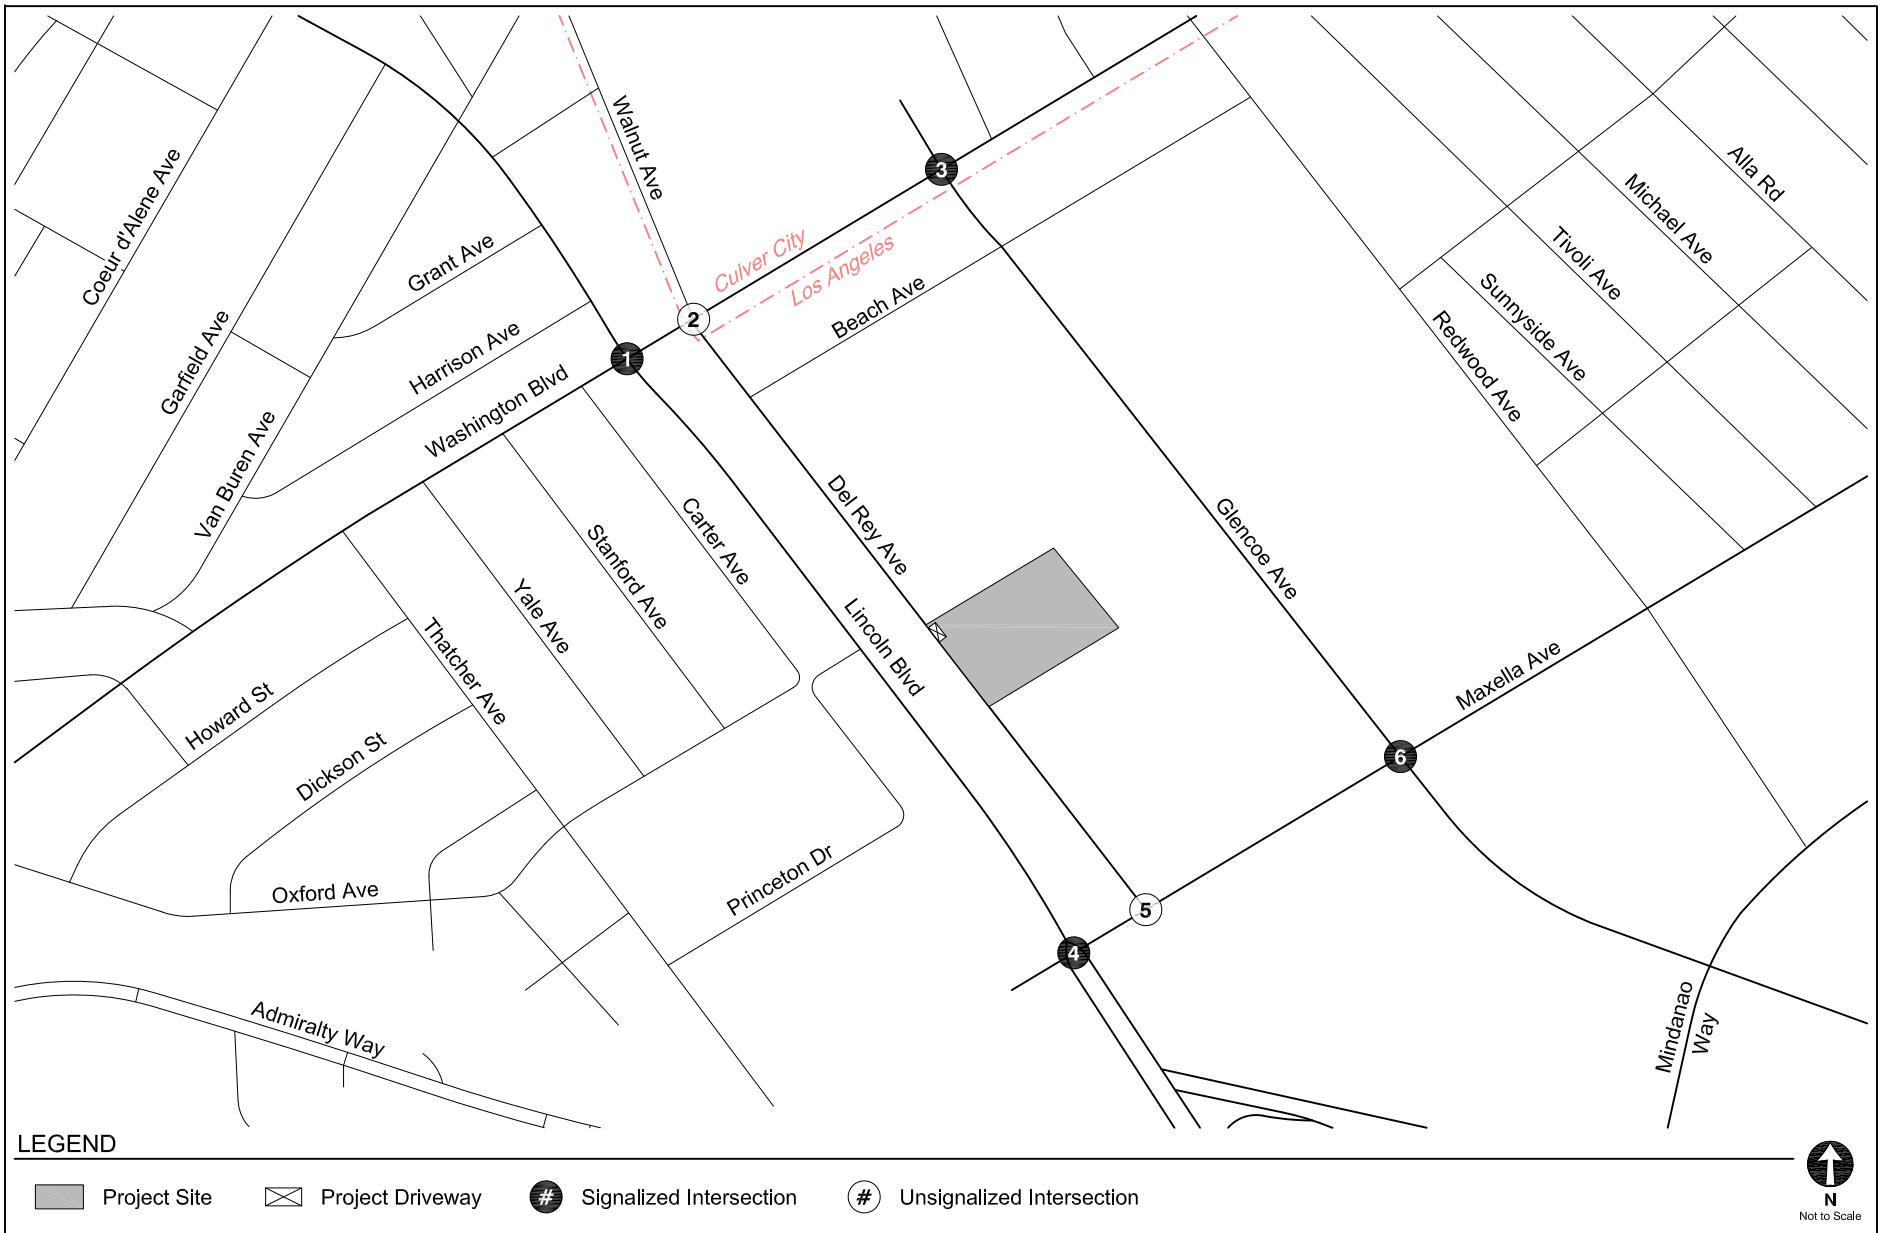 Walnut Ave
3
Alla Rd
Coeur d'Alene Ave
Michael Ave
Grant Ave
Culver City
Los Angeles
Tivoli Ave
Beach Ave
Sunnyside Ave
2
1
Harrison Ave
Garfield Ave
Redwood Ave
Washington Blvd
Van Buren Ave
Del Rey Ave
Carter Ave
Glencoe Ave
Stanford Ave
Yale Ave
Lincoln Blvd
Thatcher Ave
Maxella Ave
Howard St
Dickson St
6
Princeton Dr
Oxford Ave
5
4
Admiralty Way
Mindanao
Way
LEGEND
Project Site
Project Driveway
# Signalized Intersection
# Unsignalized Intersection
N
Not to Scale